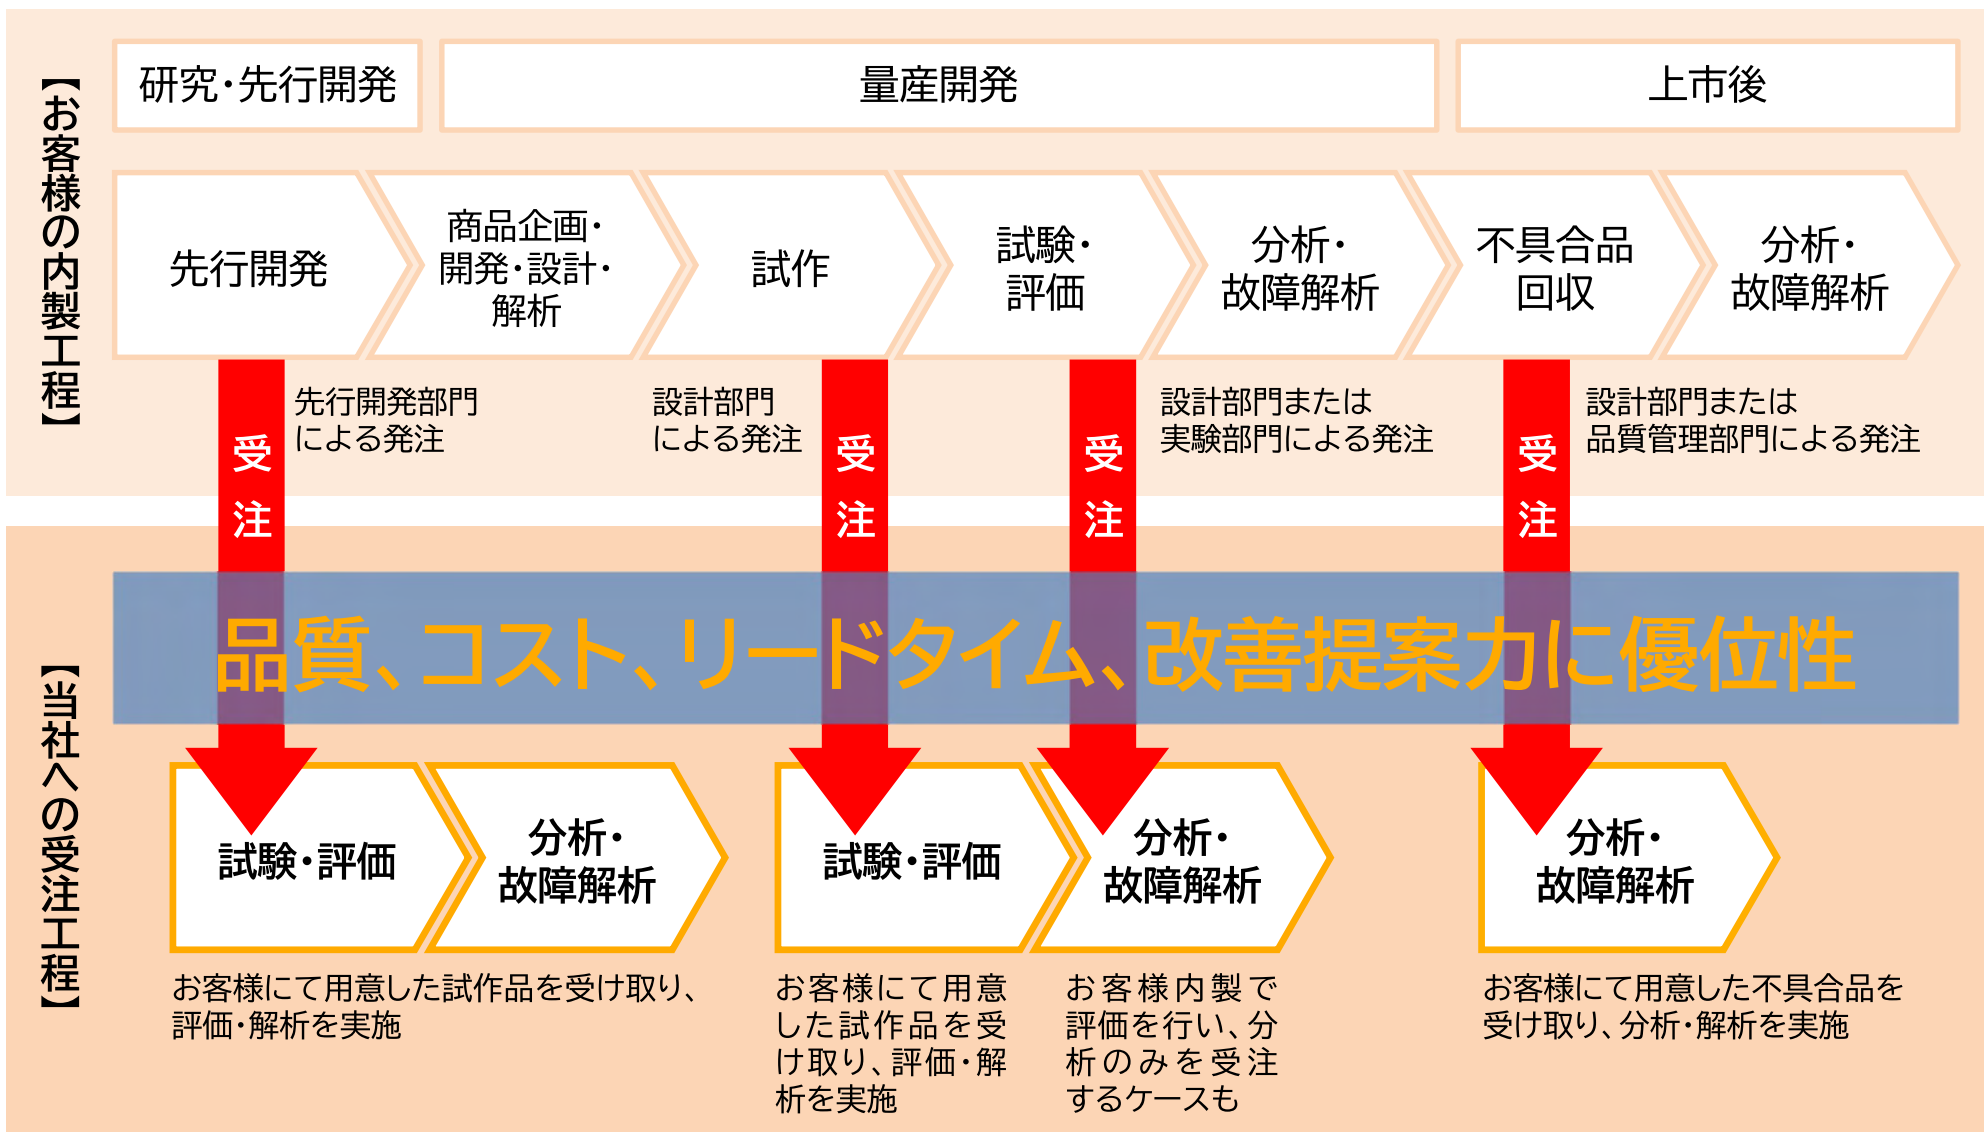 【お客様の内製工程】
研究・先行開発
量産開発
上市後
先行開発
商品企画・
開発・設計・
解析
試作
試験・
評価
分析・
故障解析
不具合品
回収
分析・
故障解析
受注
先行開発部門
による発注
設計部門
による発注
受注
受注
設計部門または
実験部門による発注
受注
設計部門または
品質管理部門による発注
【当社への受注工程】
品質、コスト、リードタイム、改善提案力に優位性
試験・評価
分析・
故障解析
試験・評価
分析・
故障解析
分析・
故障解析
お客様にて用意した試作品を受け取り、
評価・解析を実施
お客様にて用意
した試作品を受
け取り、評価・解
析を実施
お客様内製で
評価を行い、分
析のみを受注
するケースも
お客様にて用意した不具合品を
受け取り、分析・解析を実施